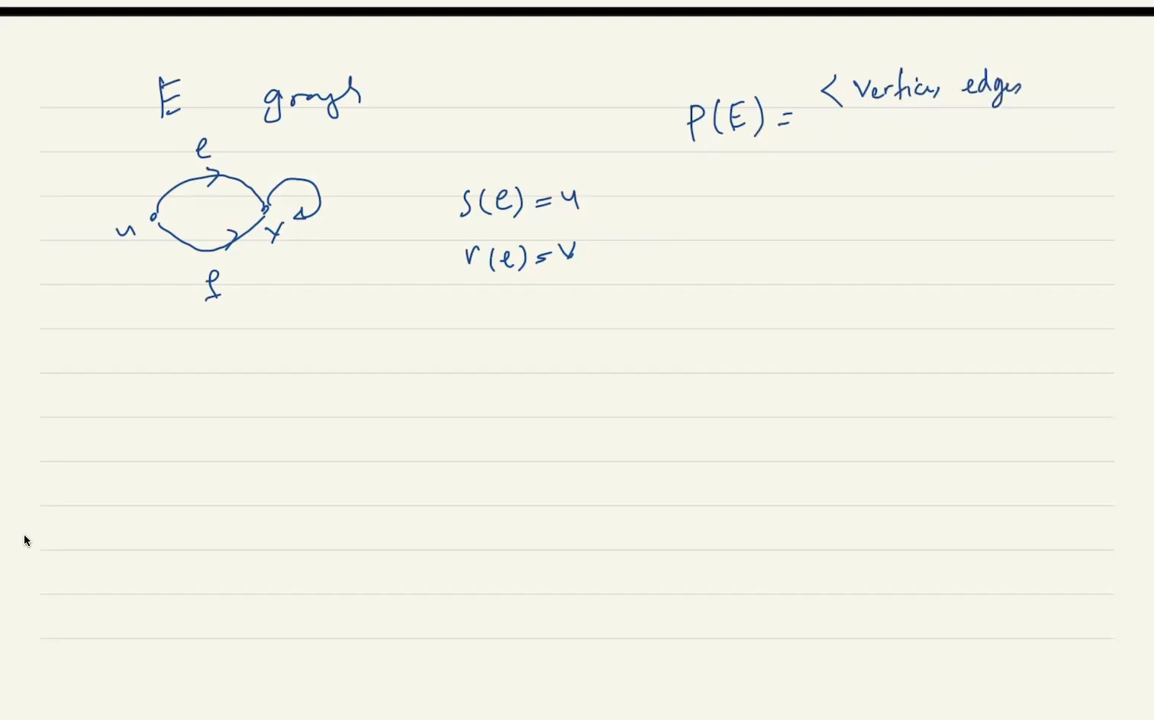 E graph
< vertices, edges
P(E) =
e
s(e) = u
u v
r(e) = v
f